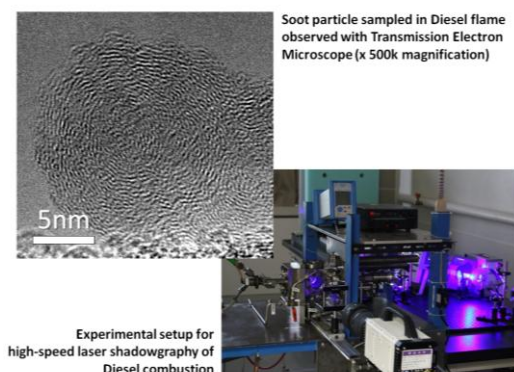 Soot particle sampled in Diesel flame
observed with Transmission Electron
Microscope (x 500k magnification)
5nm
Experimental setup for
high-speed laser shadowgraphy of
Diesel combustion